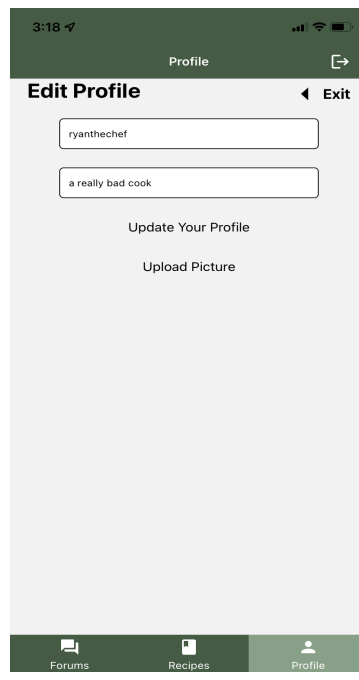 3:18
Profile
Edit Profile
Exit
ryanthechef
a really bad cook
Update Your Profile
Upload Picture
Forums Recipes Profile